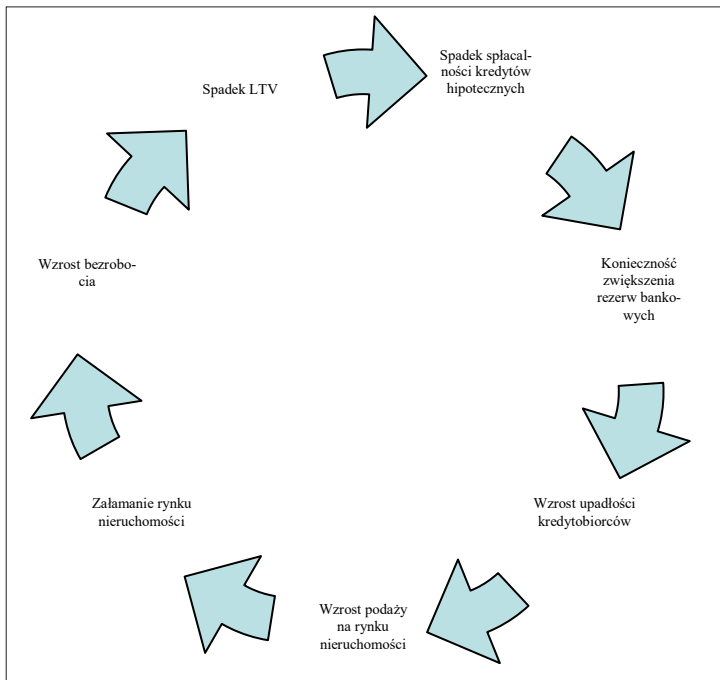 Spadek LTV
Spadek spłacal-
ności kredytów
hipotecznych
Konieczność
zwiększenia
rezerw banko-
wych
Wzrost upadłości
kredytobiorców
Wzrost podaży
na rynku
nieruchomości
Załamanie rynku
nieruchomości
Wzrost bezrobo-
cia